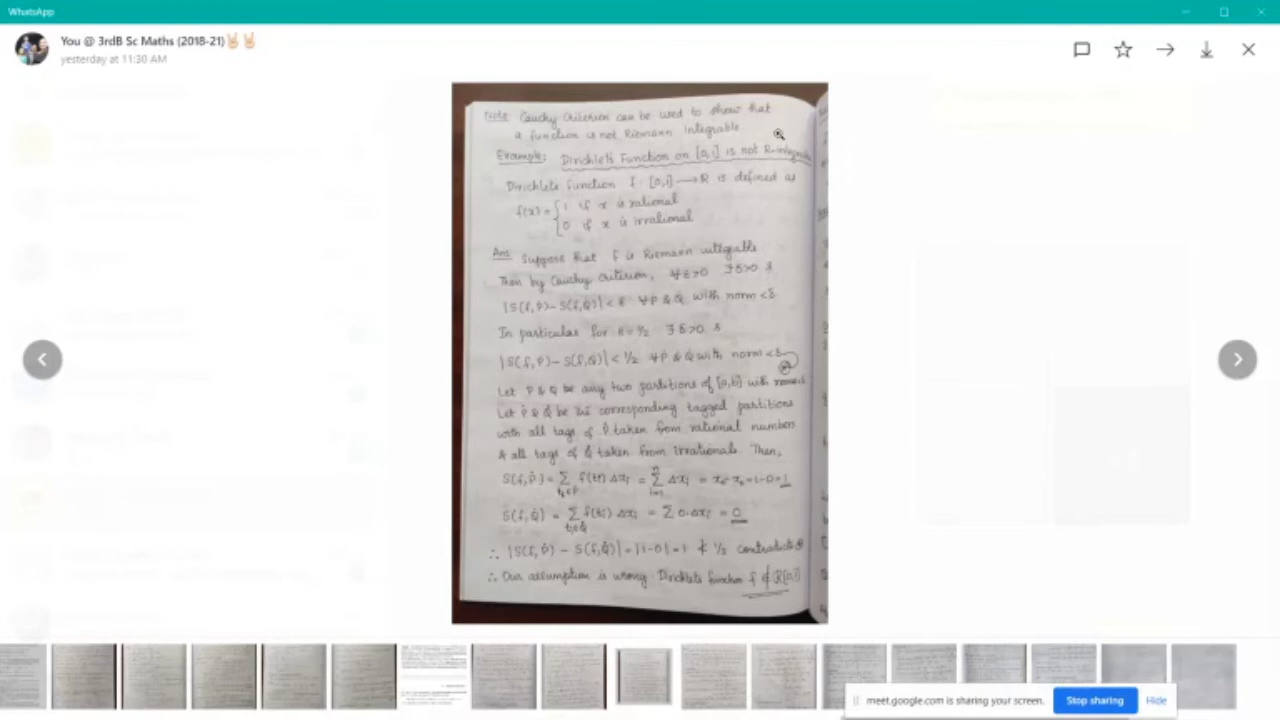 WhatsApp
You @ 3rdB Sc Maths (2018-21)✌🏻✌🏻
yesterday at 11:30 AM
Note Cauchy Criterion can be used to show that
a function is not Riemann integrable
Example: Dirichlets Function on [0,1] is not R-integrable
Dirichlets function f : [0,1] → R is defined as
f(x) = { 1 if x is rational
0 if x is irrational
Ans: Suppose that f is Riemann integrable
Then by Cauchy Criterion, ∀ ε>0 ∃ δ>0 s
|S(f, Ṗ) – S(f, Q̇)| < ε ∀ Ṗ & Q̇ with norm < δ
In particular for ε = 1/2 ∃ δ>0 s
|S(f, Ṗ) – S(f, Q̇)| < 1/2 ∀ Ṗ & Q̇ with norm < δ
Let P & Q be any two partitions of [a,b] with
Let Ṗ & Q̇ be the corresponding tagged partitions
with all tags of Ṗ taken from rational numbers
& all tags of Q̇ taken from irrationals. Then,
S(f, Ṗ) = ∑ f(ti) Δxi = ∑ Δxi = xn - x0 = 1-0 = 1
S(f, Q̇) = ∑ f(ti) Δxi = ∑ 0. Δxi = 0
∴ |S(f, Ṗ) – S(f, Q̇)| = |1-0| = 1 ≮ 1/2
∴ Our assumption is wrong. Dirichlets function f ∉ R[0,1]
meet.google.com is sharing your screen.
Stop sharing
Hide